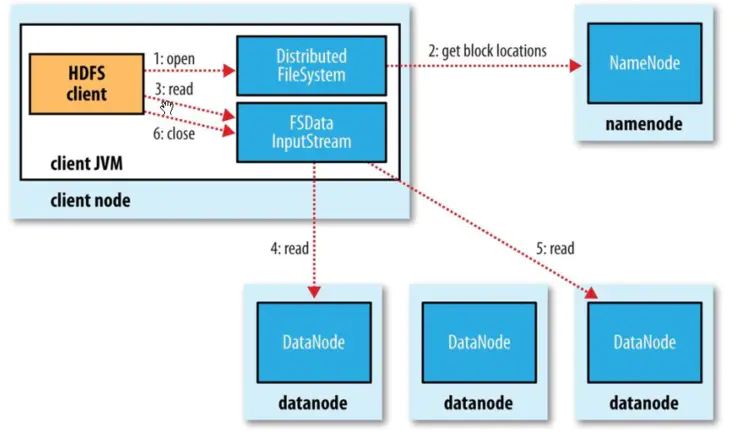 1: open
HDFS
client
3: read
6: close
Distributed
FileSystem
2: get block locations
NameNode
namenode
FSData
InputStream
client JVM
client node
4: read
5: read
DataNode
DataNode
DataNode
datanode
datanode
datanode